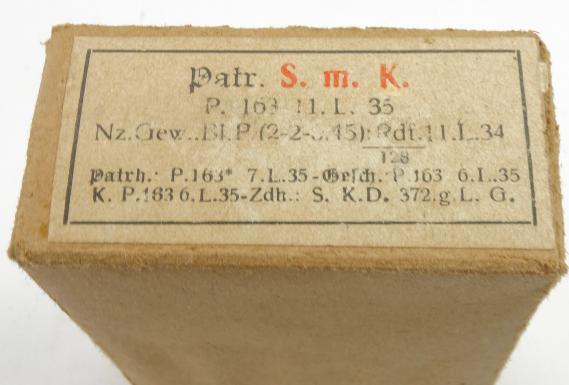 Patr. S. m. K.
P. 163 11. L. 35
Nz. Gew. Bl. P. (2·2·0.45): Rdf. 11. L. 34
128
Patrh.: P. 163* 7. L. 35 - Gesch.: P. 163 6. L. 35
K. P. 163 6. L. 35 - Zdh.: S. K. D. 372. g. L. G.